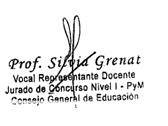 Prof. Silvia Grenat
Vocal Representante Docente
Jurado de Concurso Nivel I - PyM
Consejo General de Educación